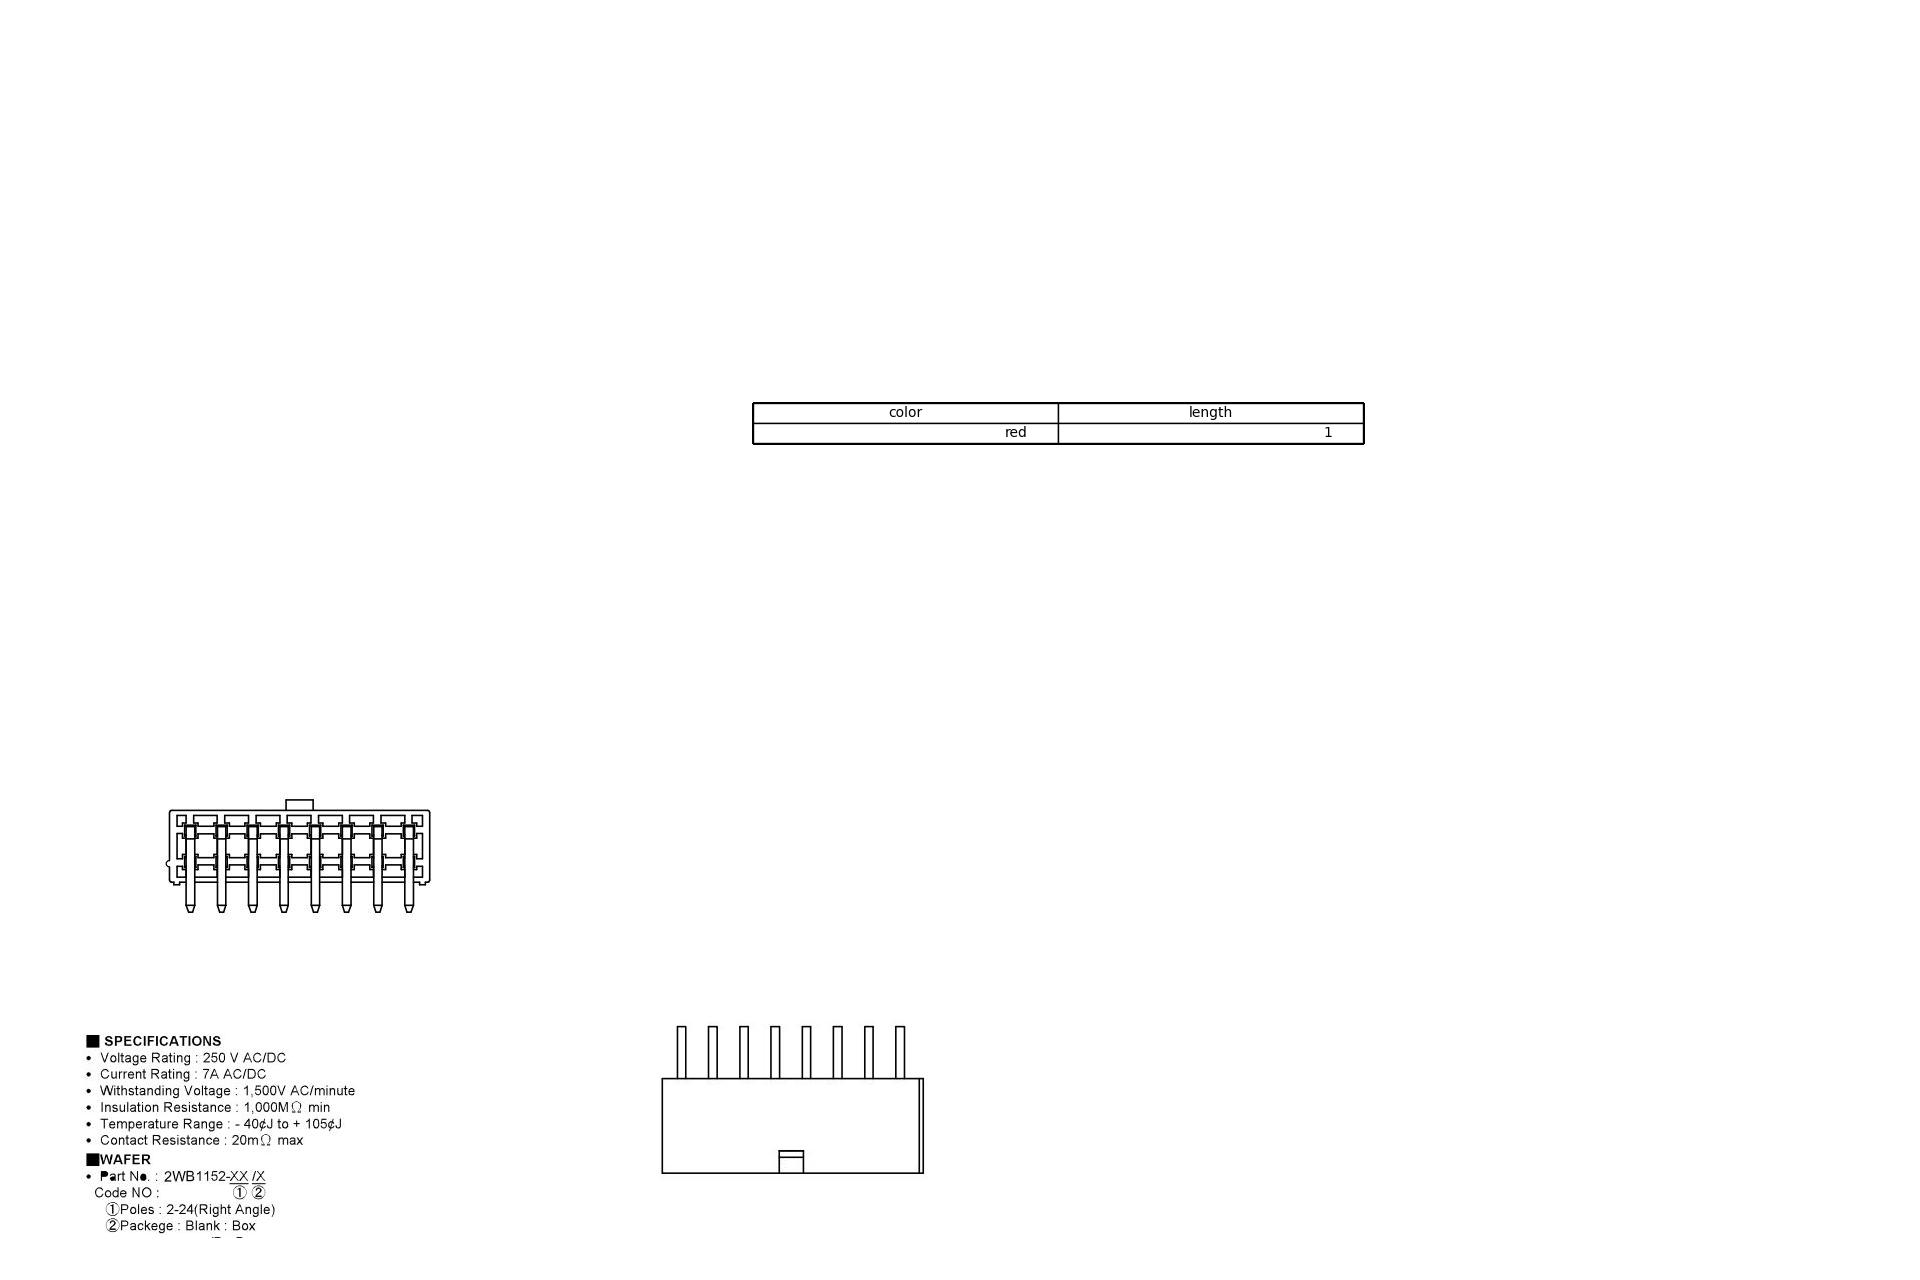 color length
red 1
■ SPECIFICATIONS
• Voltage Rating : 250 V AC/DC
• Current Rating : 7A AC/DC
• Withstanding Voltage : 1,500V AC/minute
• Insulation Resistance : 1,000MΩ min
• Temperature Range : - 40¢J to + 105¢J
• Contact Resistance : 20mΩ max
■WAFER
• Part No. : 2WB1152-XX /X
Code NO : ① ②
①Poles : 2-24(Right Angle)
②Packege : Blank : Box